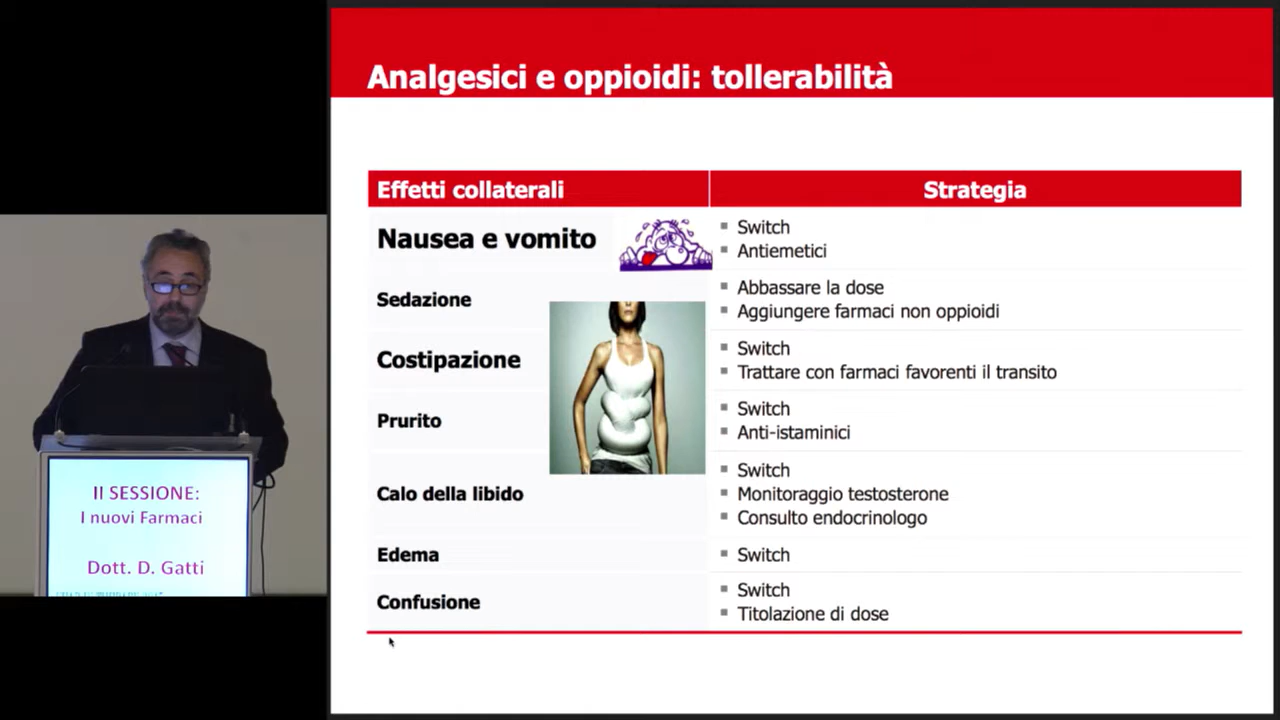 Analgesici e oppioidi: tollerabilità
Effetti collaterali
Strategia
Nausea e vomito
Switch
Antiemetici
Sedazione
Abbassare la dose
Aggiungere farmaci non oppioidi
Costipazione
Switch
Trattare con farmaci favorenti il transito
Prurito
Switch
Anti-istaminici
Calo della libido
Switch
Monitoraggio testosterone
Consulto endocrinologo
Edema
Switch
Confusione
Switch
Titolazione di dose
II SESSIONE:
I nuovi Farmaci
Dott. D. Gatti